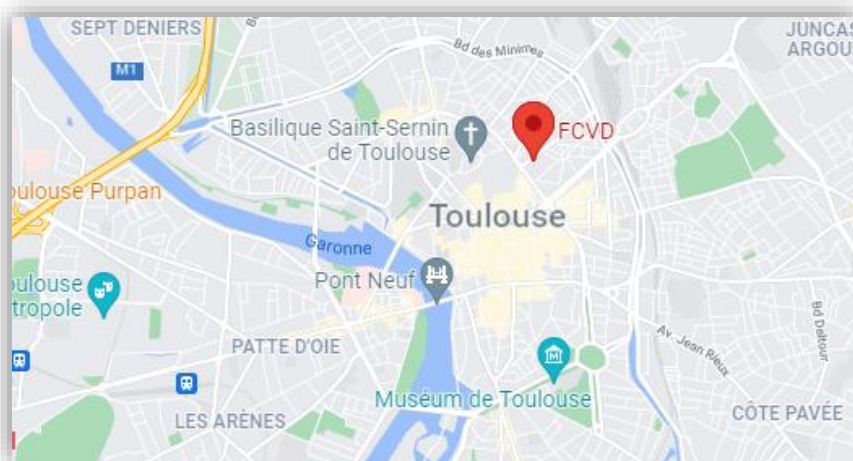 SEPT DENIERS
Bd des Minimes
JUNCAS
ARGOU
M1
Basilique Saint-Sernin
de Toulouse
FCVD
oulouse Purpan
Toulouse
Garonne
oulouse
tropole
Pont Neuf
Bd Deltour
PATTE D'OIE
Av. Jean Rieux
Muséum de Toulouse
LES ARÈNES
CÔTE PAVÉE